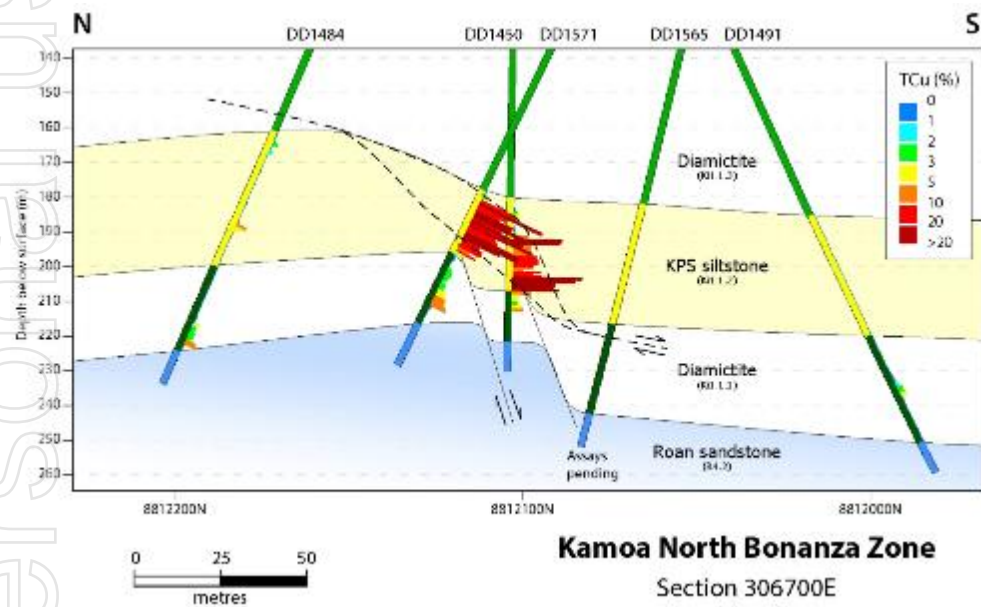 N
S
DD1484
DD1450
DD1571
DD1565
DD1491
140
150
160
170
180
190
200
210
220
230
240
250
260
Depth below surface (m)
TCu (%)
0
1
2
3
5
10
20
>20
Diamictite
KPS siltstone
Diamictite
Roan sandstone
Assays
pending
8812200N
8812100N
8812000N
0
25
50
metres
Kamoa North Bonanza Zone
Section 306700E